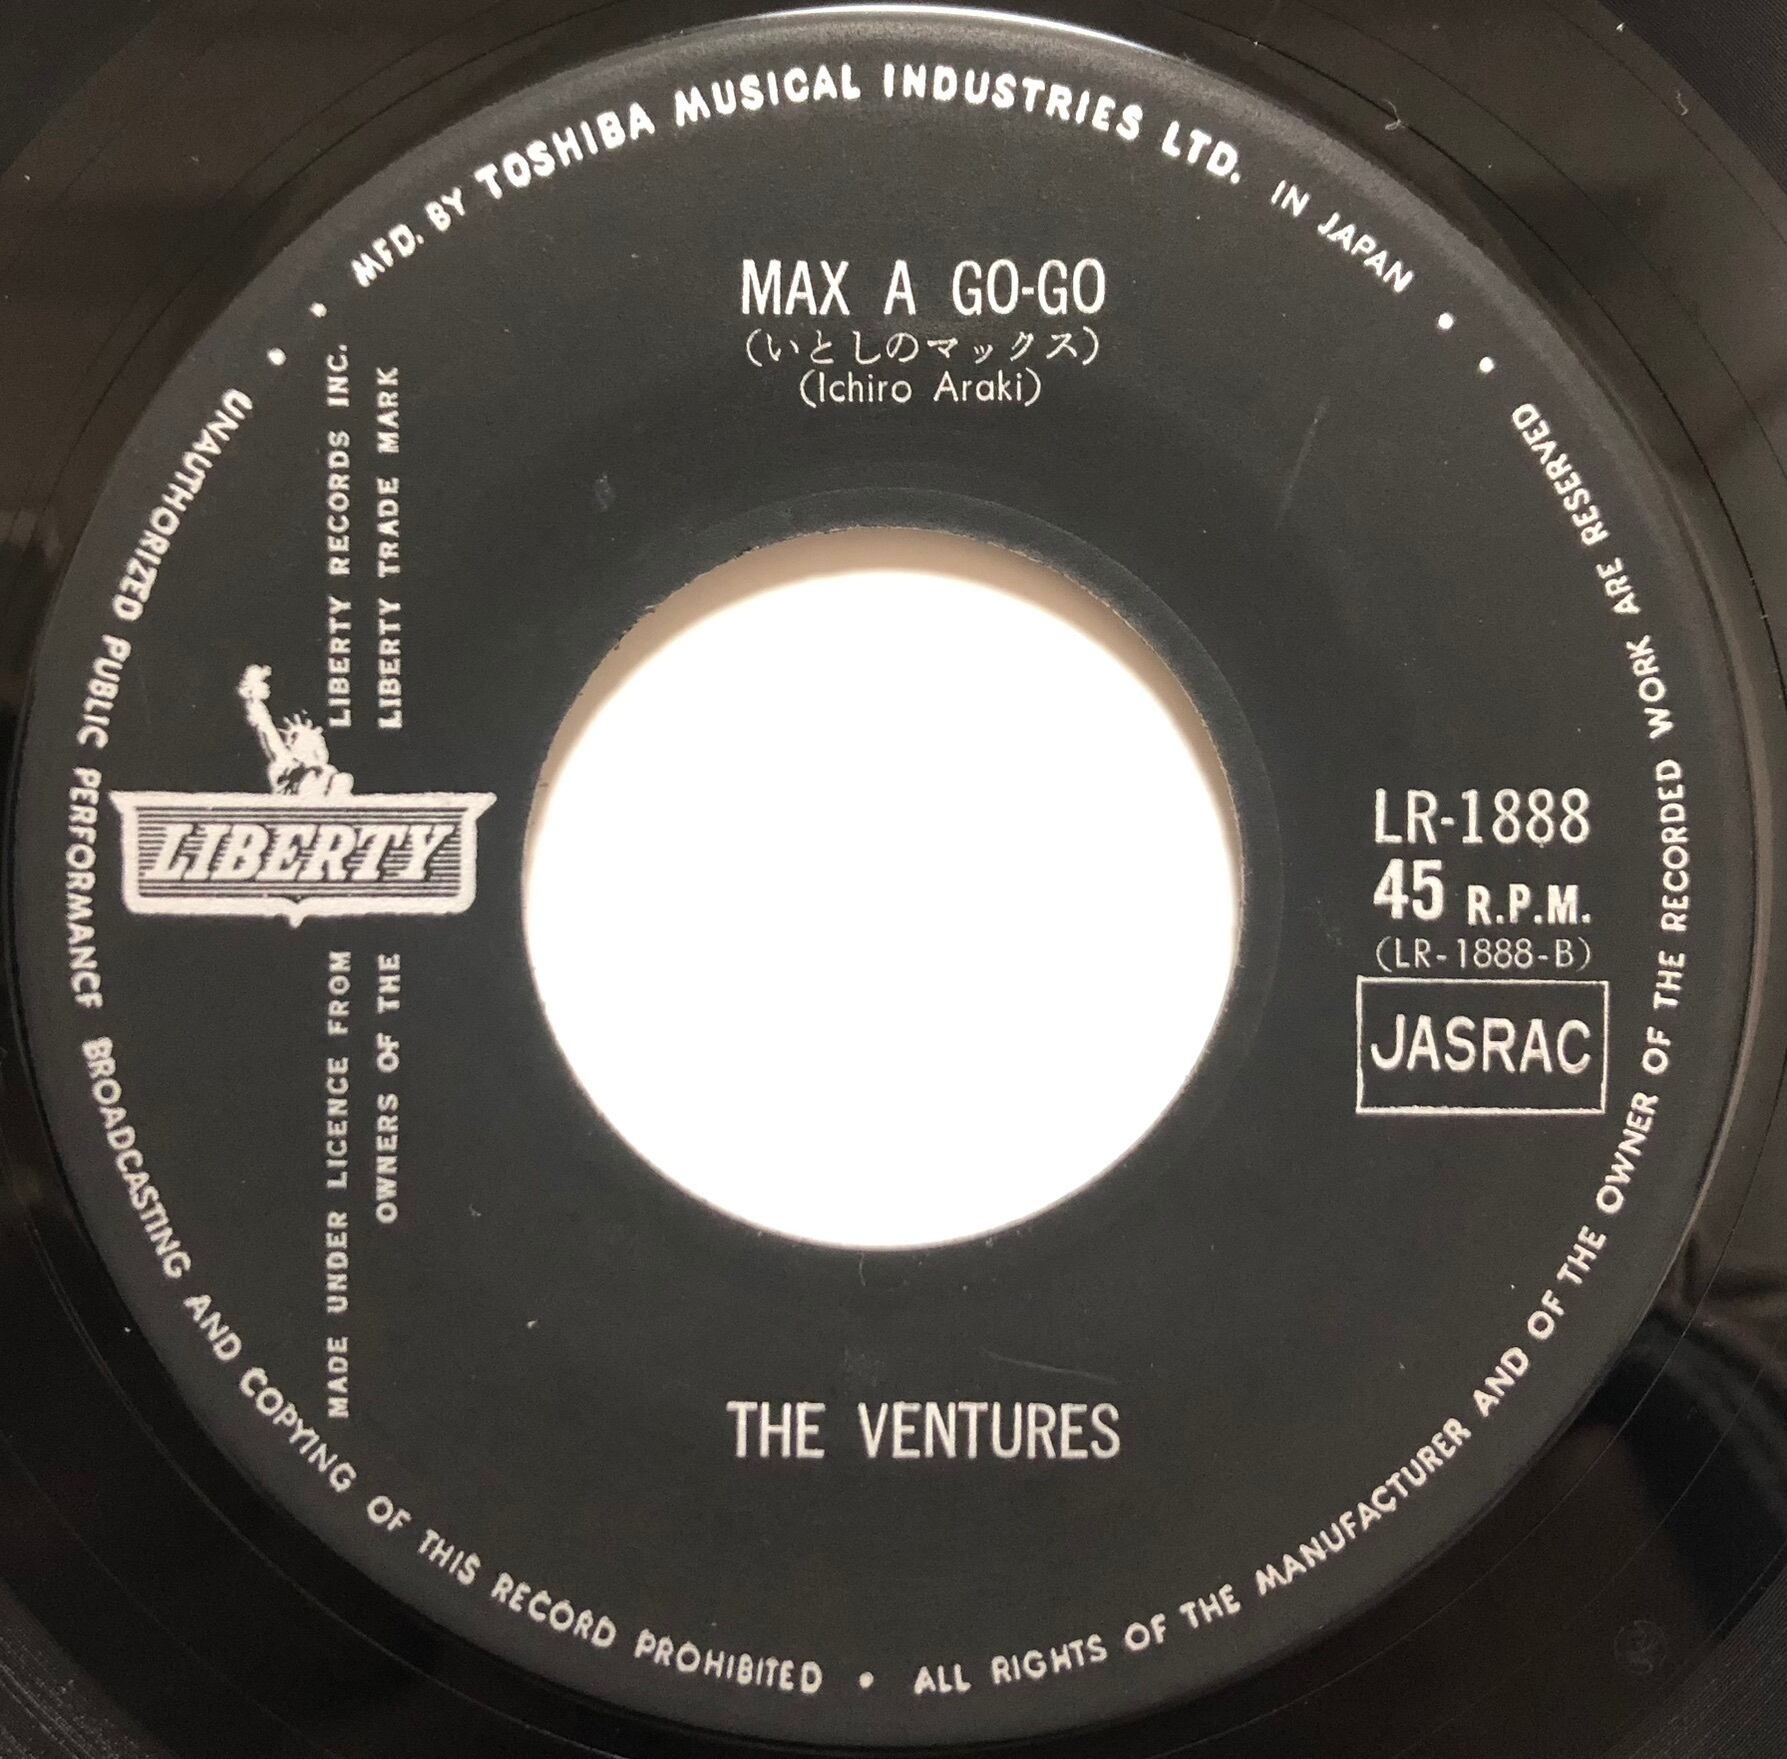 MFD. BY TOSHIBA MUSICAL INDUSTRIES LTD. IN JAPAN
MAX A GO-GO
(いとしのマックス)
(Ichiro Araki)
LIBERTY RECORDS INC.
LIBERTY TRADE MARK
LIBERTY
MADE UNDER LICENCE FROM
OWNERS OF THE
LR-1888
45 R.P.M.
(LR-1888-B)
JASRAC
THE VENTURES
UNAUTHORIZED PUBLIC PERFORMANCE BROADCASTING AND COPYING OF THIS RECORD PROHIBITED • ALL RIGHTS OF THE MANUFACTURER AND OF THE OWNER OF THE RECORDED WORK ARE RESERVED